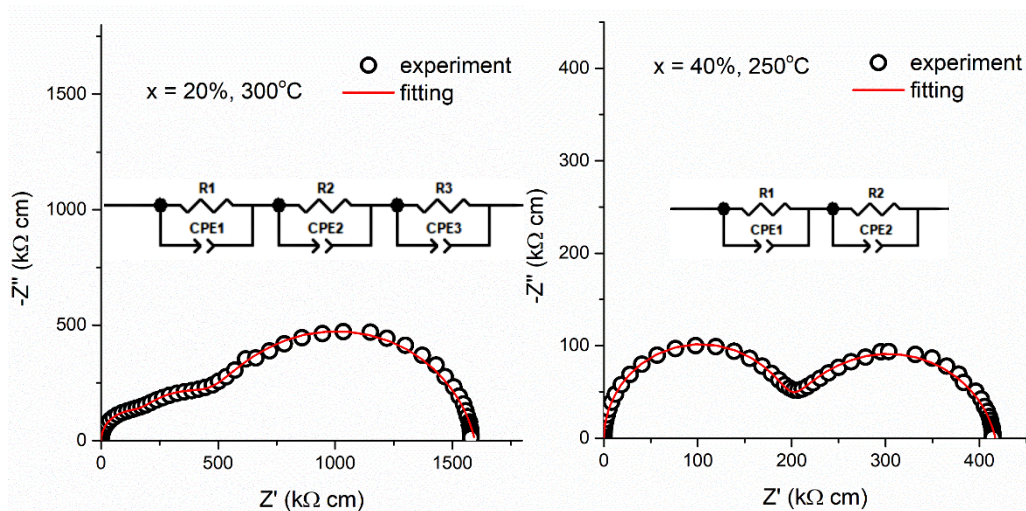 1500
1000
500
0
-Z'' (kΩ cm)
x = 20%, 300°C
experiment
fitting
R1
R2
R3
CPE1
CPE2
CPE3
0
500
1000
1500
Z' (kΩ cm)
400
300
200
100
0
-Z'' (kΩ cm)
x = 40%, 250°C
experiment
fitting
R1
R2
CPE1
CPE2
0
100
200
300
400
Z' (kΩ cm)